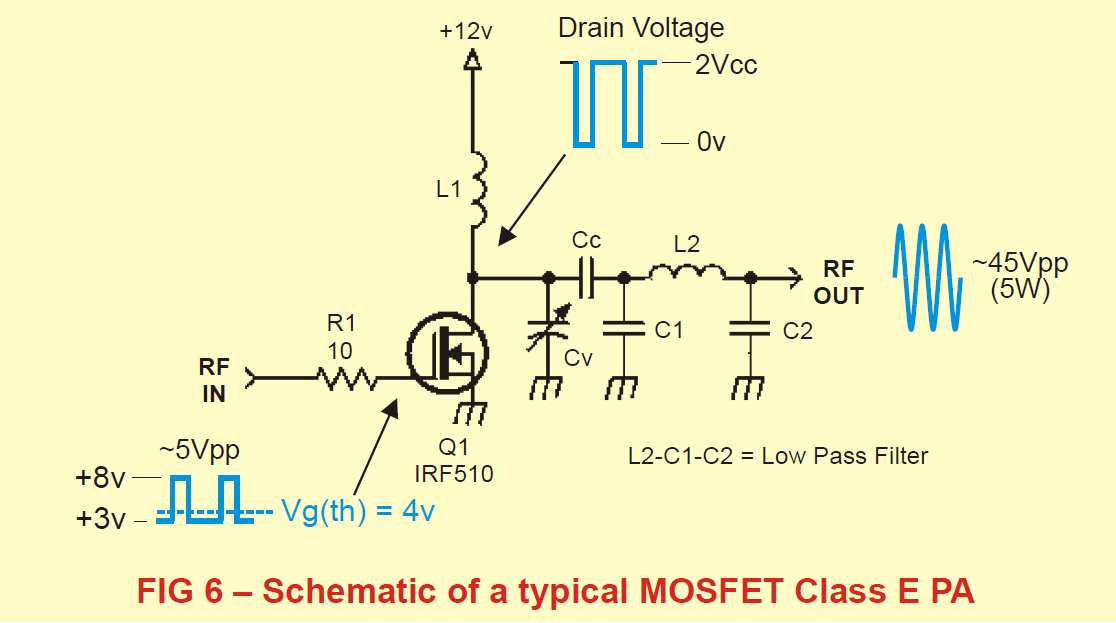 +12v
Drain Voltage
2Vcc
0v
L1
Cc
L2
RF
OUT
~45Vpp
(5W)
R1
10
C1
C2
Cv
RF
IN
Q1
IRF510
L2-C1-C2 = Low Pass Filter
~5Vpp
+8v
+3v
Vg(th) = 4v
FIG 6 – Schematic of a typical MOSFET Class E PA